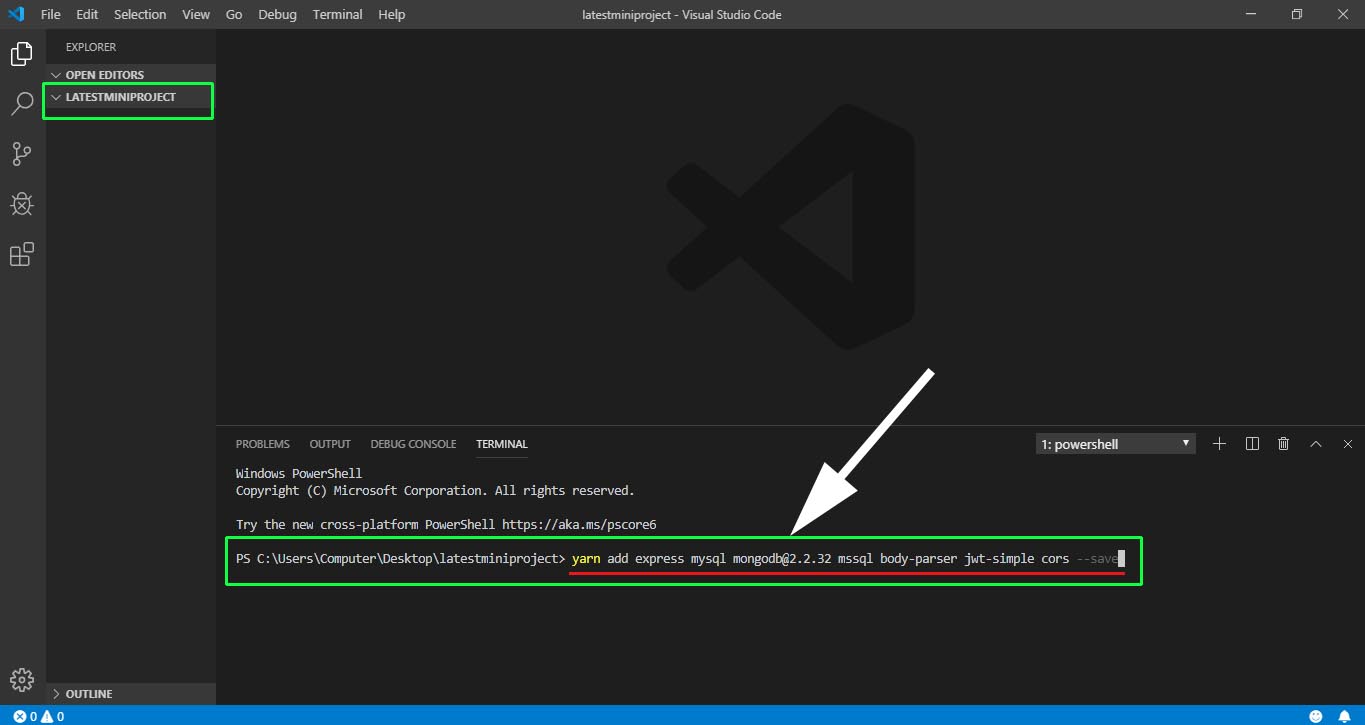 File Edit Selection View Go Debug Terminal Help latestminiproject - Visual Studio Code
EXPLORER
OPEN EDITORS
LATESTMINIPROJECT
PROBLEMS OUTPUT DEBUG CONSOLE TERMINAL 1: powershell
Windows PowerShell
Copyright (C) Microsoft Corporation. All rights reserved.
Try the new cross-platform PowerShell https://aka.ms/pscore6
PS C:\Users\Computer\Desktop\latestminiproject> yarn add express mysql mongodb@2.2.32 mssql body-parser jwt-simple cors --save
OUTLINE
0 0